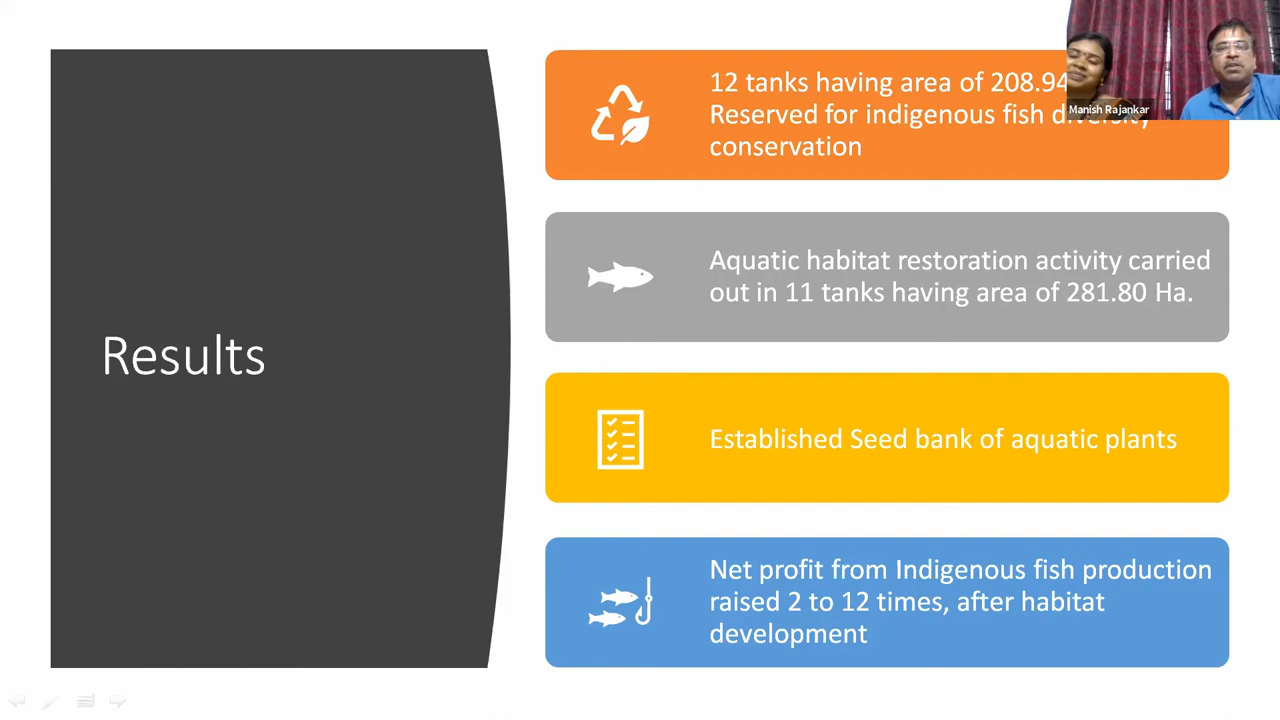 Results
12 tanks having area of 208.94
Reserved for indigenous fish diversity
conservation
Aquatic habitat restoration activity carried
out in 11 tanks having area of 281.80 Ha.
Established Seed bank of aquatic plants
Net profit from Indigenous fish production
raised 2 to 12 times, after habitat
development
Manish Rajankar